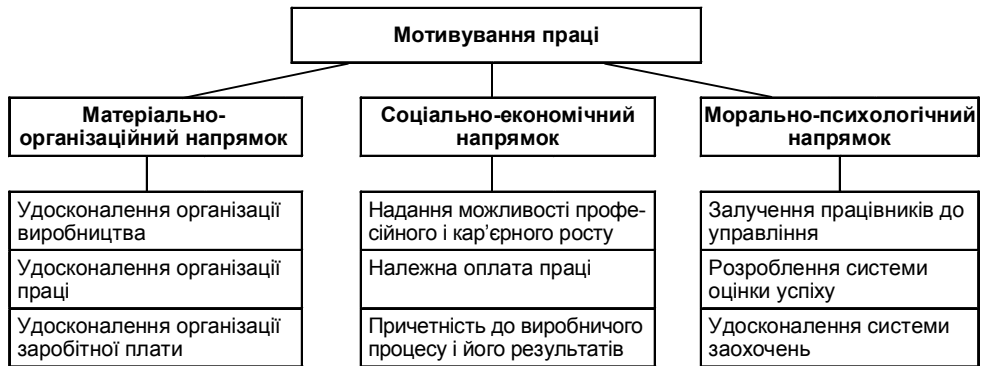 Мотивування праці
Матеріально-
організаційний напрямок
Соціально-економічний
напрямок
Морально-психологічний
напрямок
Удосконалення організації
виробництва
Удосконалення організації
праці
Удосконалення організації
заробітної плати
Надання можливості профе-
сійного і кар’єрного росту
Належна оплата праці
Причетність до виробничого
процесу і його результатів
Залучення працівників до
управління
Розроблення системи
оцінки успіху
Удосконалення системи
заохочень